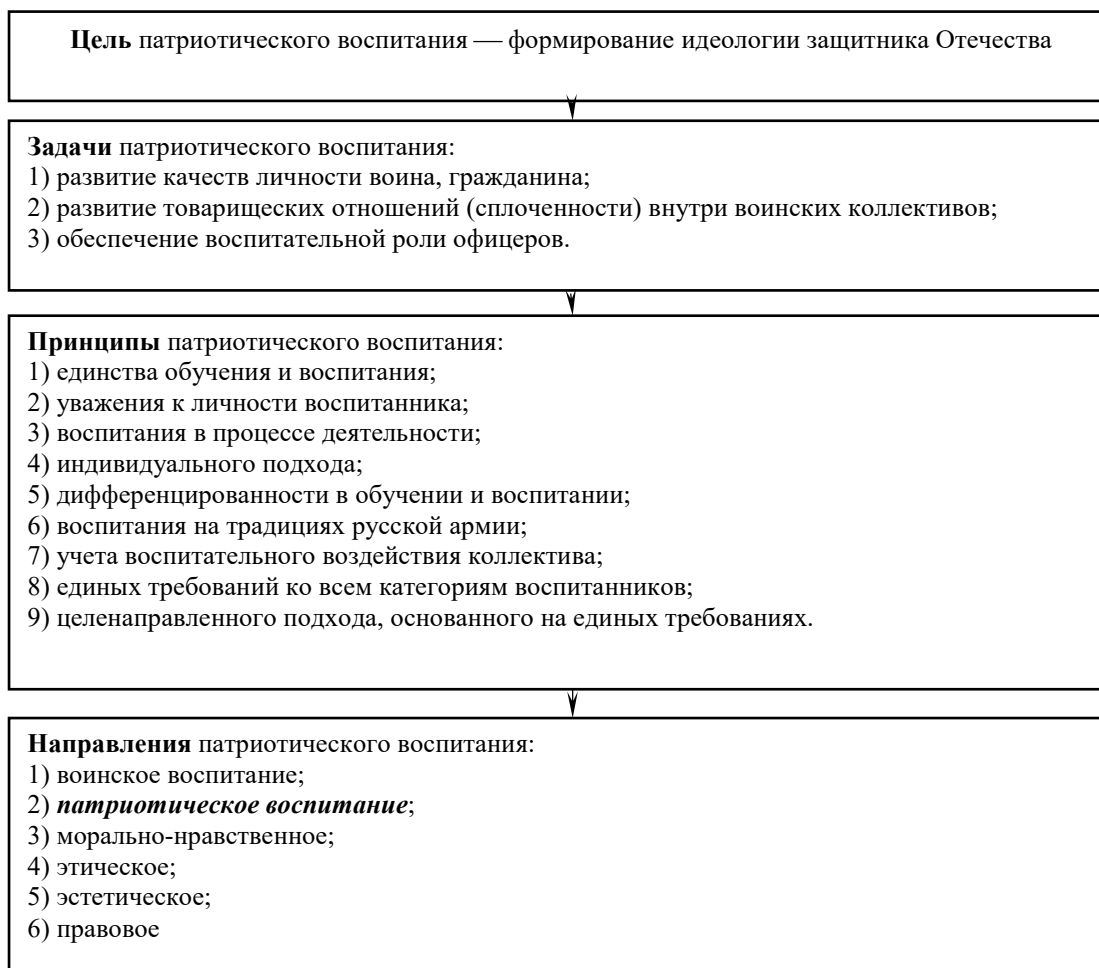 Цель патриотического воспитания — формирование идеологии защитника Отечества
Задачи патриотического воспитания:
1) развитие качеств личности воина, гражданина;
2) развитие товарищеских отношений (сплоченности) внутри воинских коллективов;
3) обеспечение воспитательной роли офицеров.
Принципы патриотического воспитания:
1) единства обучения и воспитания;
2) уважения к личности воспитанника;
3) воспитания в процессе деятельности;
4) индивидуального подхода;
5) дифференцированности в обучении и воспитании;
6) воспитания на традициях русской армии;
7) учета воспитательного воздействия коллектива;
8) единых требований ко всем категориям воспитанников;
9) целенаправленного подхода, основанного на единых требованиях.
Направления патриотического воспитания:
1) воинское воспитание;
2) патриотическое воспитание;
3) морально-нравственное;
4) этическое;
5) эстетическое;
6) правовое